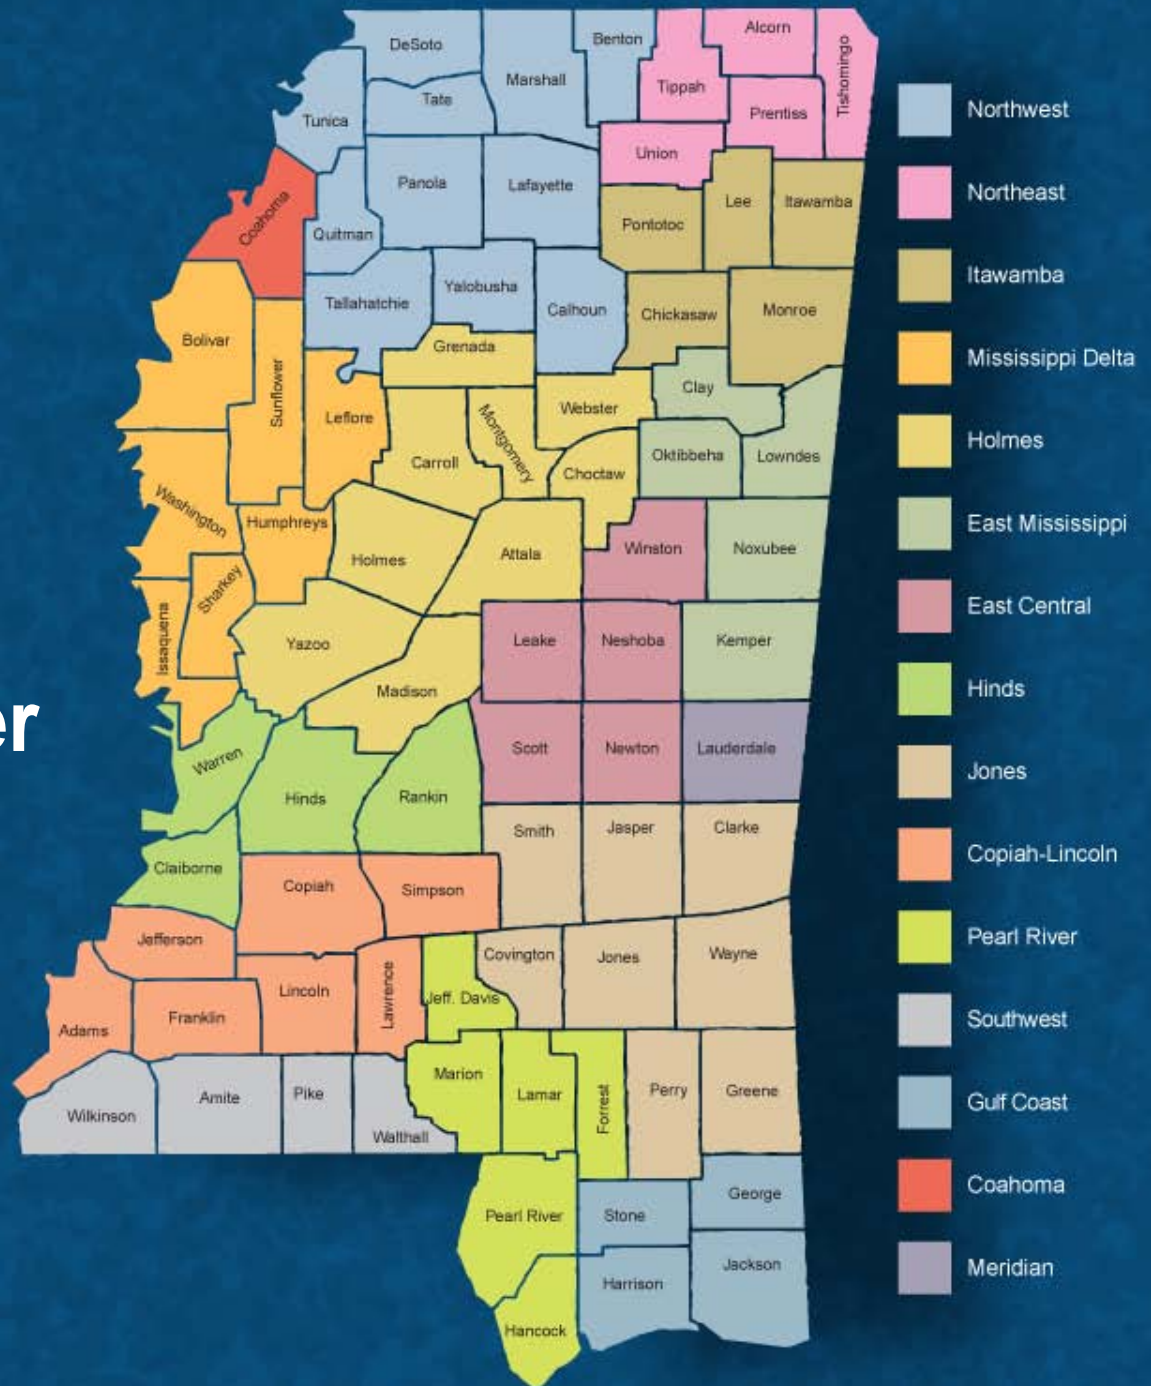 DeSoto
Marshall
Benton
Tippah
Alcorn
Tishomingo
Tunica
Tate
Prentiss
Union
Coahoma
Quitman
Panola
Lafayette
Pontotoc
Lee
Itawamba
Tallahatchie
Yalobusha
Calhoun
Chickasaw
Monroe
Bolivar
Sunflower
Leflore
Grenada
Carroll
Montgomery
Webster
Choctaw
Clay
Oktibbeha
Lowndes
Washington
Humphreys
Holmes
Attala
Winston
Noxubee
Issaquena
Sharkey
Yazoo
Madison
Leake
Neshoba
Kemper
Warren
Hinds
Rankin
Scott
Newton
Lauderdale
Claiborne
Copiah
Simpson
Smith
Jasper
Clarke
Jefferson
Adams
Franklin
Lincoln
Lawrence
Jeff. Davis
Covington
Jones
Wayne
Wilkinson
Amite
Pike
Walthall
Marion
Lamar
Forrest
Perry
Greene
Pearl River
Stone
George
Hancock
Harrison
Jackson
er
Northwest
Northeast
Itawamba
Mississippi Delta
Holmes
East Mississippi
East Central
Hinds
Jones
Copiah-Lincoln
Pearl River
Southwest
Gulf Coast
Coahoma
Meridian